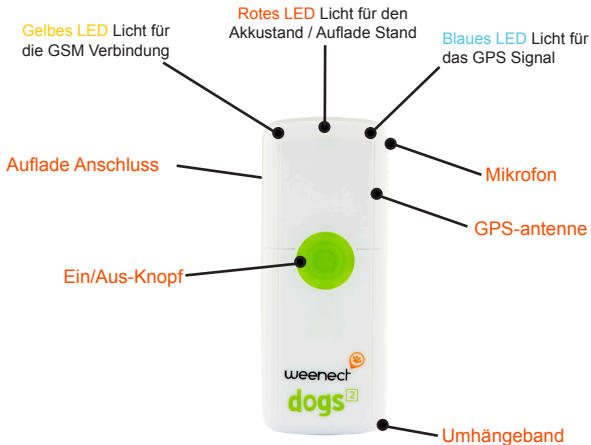 Rotes LED Licht für den
Akkustand / Auflade Stand
Gelbes LED Licht für
die GSM Verbindung
Blaues LED Licht für
das GPS Signal
Auflade Anschluss
Mikrofon
GPS-antenne
Ein/Aus-Knopf
weenect
dogs 2
Umhängeband